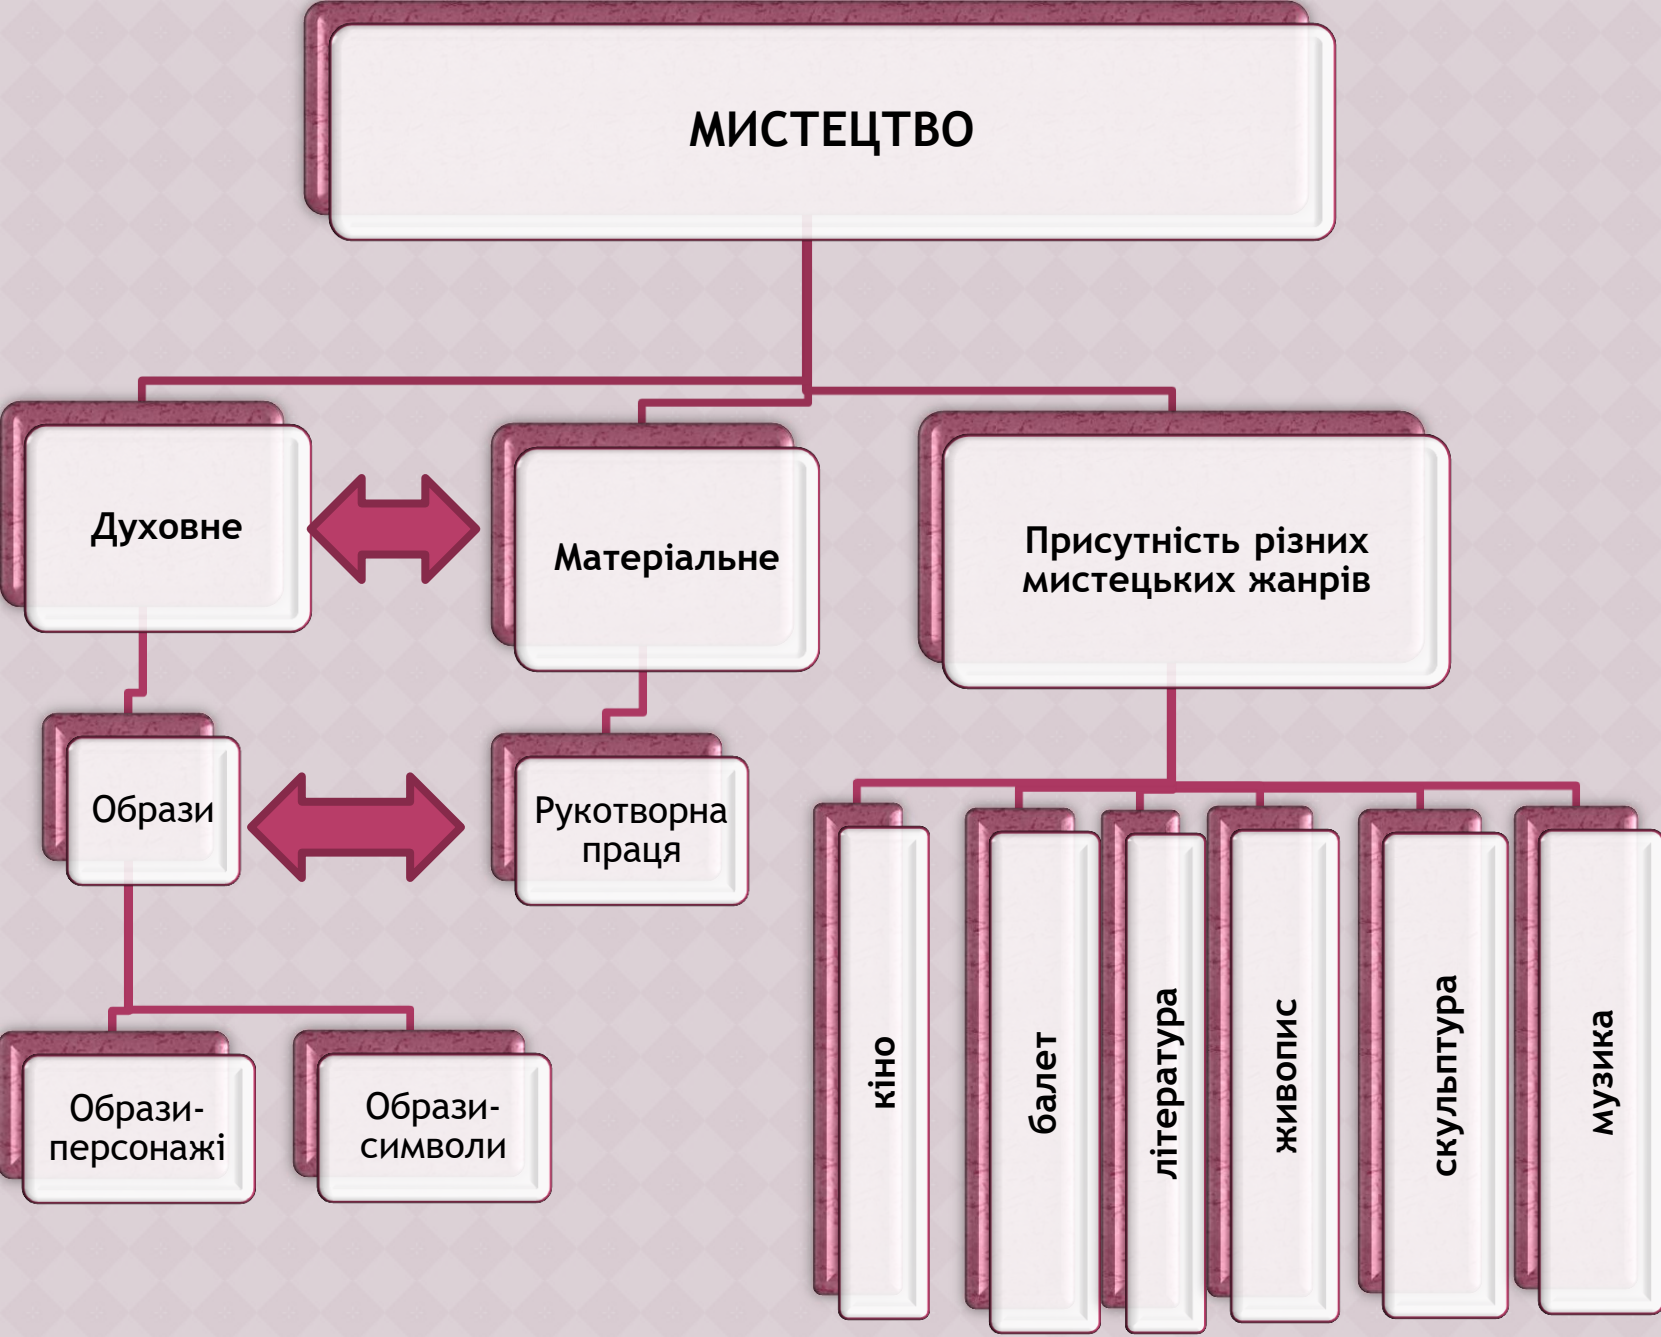 МИСТЕЦТВО
Духовне
Матеріальне
Присутність різних
мистецьких жанрів
Образи
Рукотворна
праця
Образи-
персонажі
Образи-
символи
кіно
балет
література
живопис
скульптура
музика